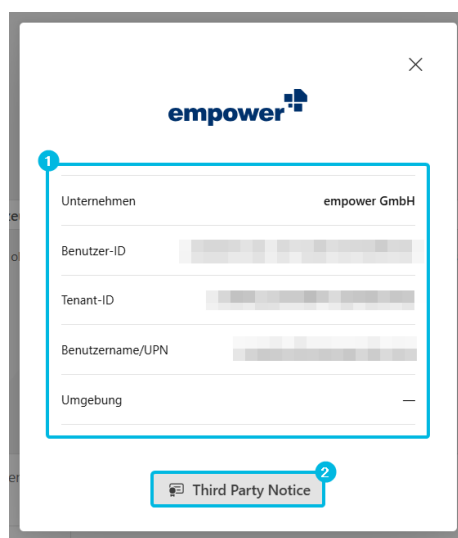 empower
1
Unternehmen empower GmbH
Benutzer-ID
Tenant-ID
Benutzername/UPN
Umgebung —
2
Third Party Notice